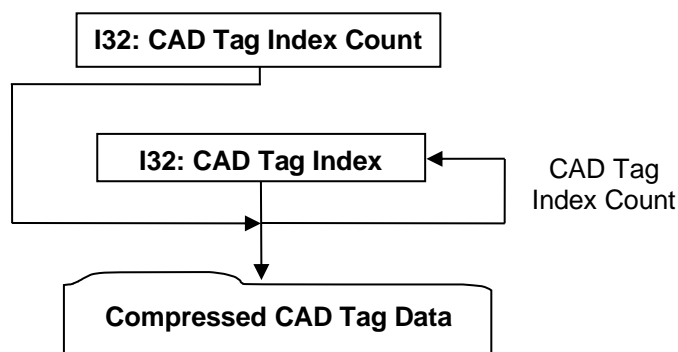 I32: CAD Tag Index Count
I32: CAD Tag Index
CAD Tag
Index Count
Compressed CAD Tag Data